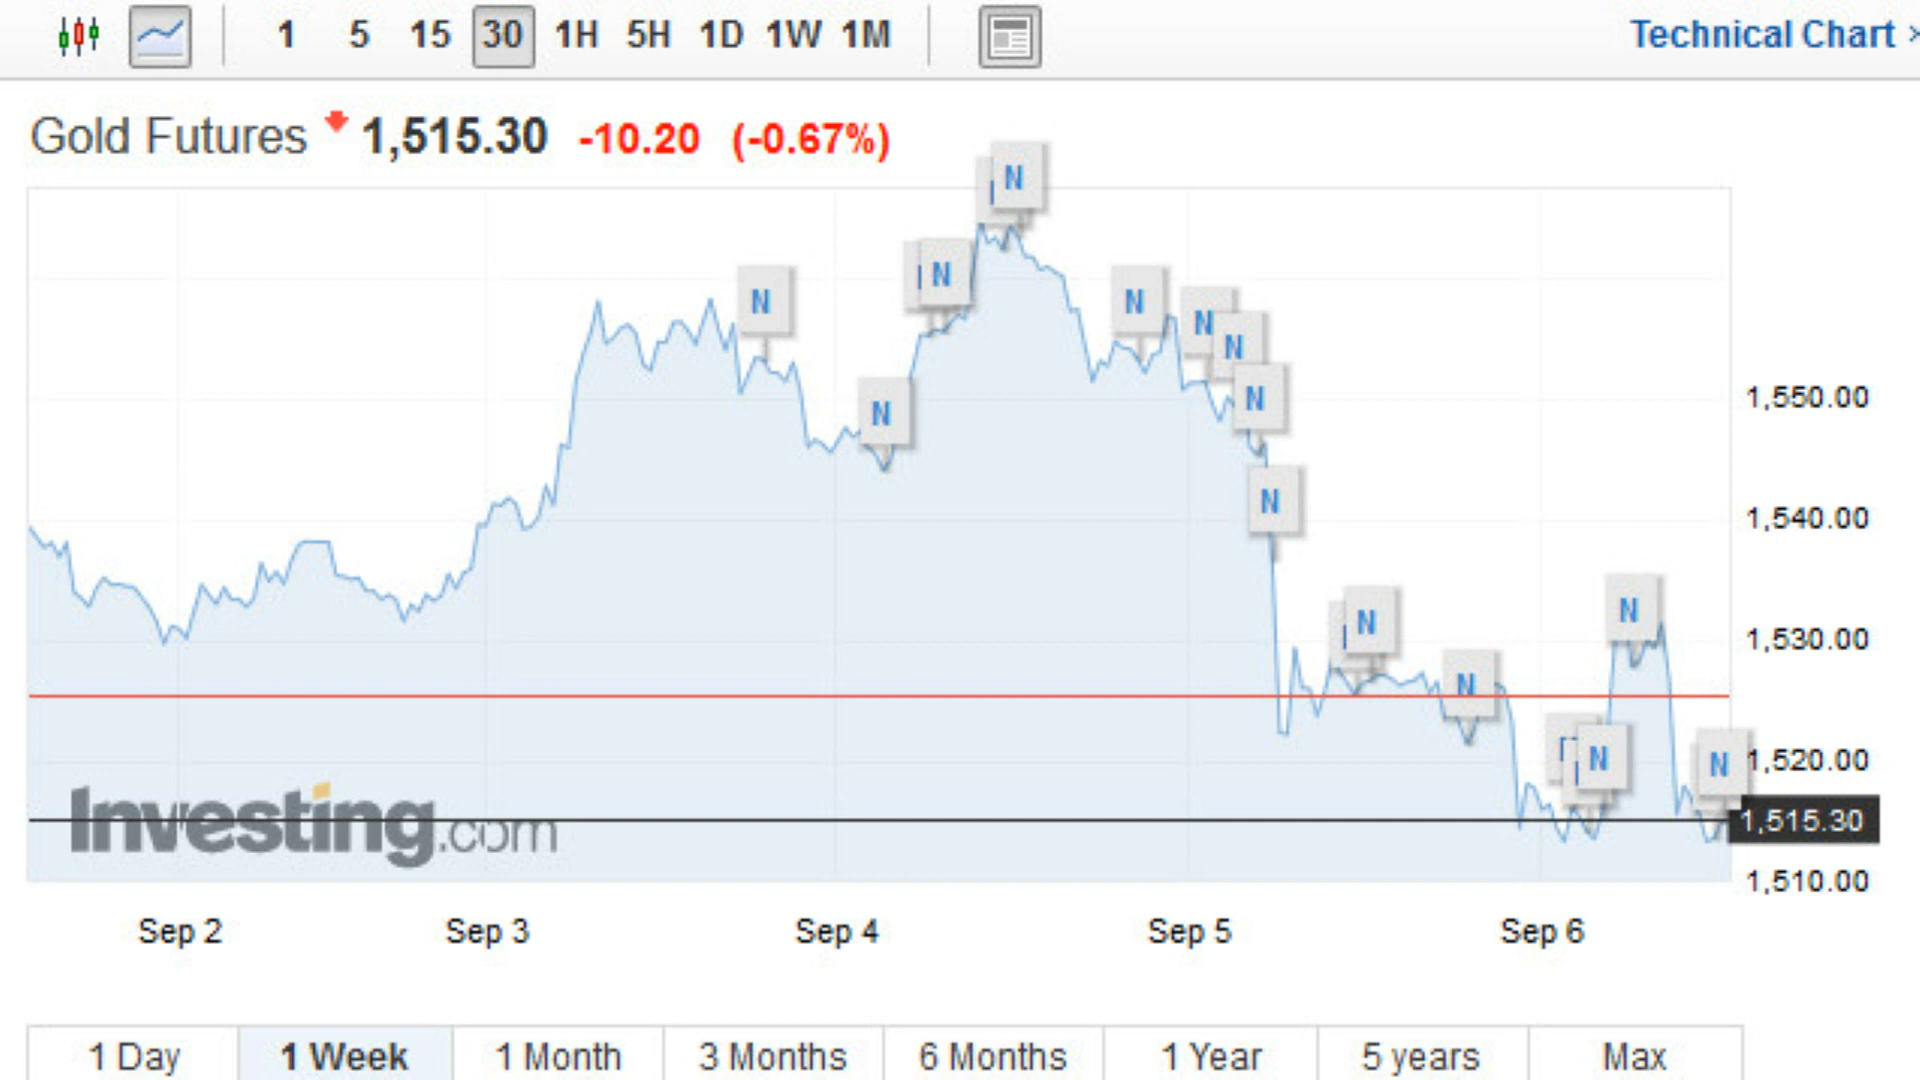 1 5 15 30 1H 5H 1D 1W 1M Technical Chart
Gold Futures 1,515.30 -10.20 (-0.67%)
N
N
N
N
N
N
N
N
1,550.00
N
N
1,540.00
N
N
1,530.00
N
N
N
1,520.00
1,515.30
Investing.com
1,510.00
Sep 2 Sep 3 Sep 4 Sep 5 Sep 6
1 Day 1 Week 1 Month 3 Months 6 Months 1 Year 5 years Max